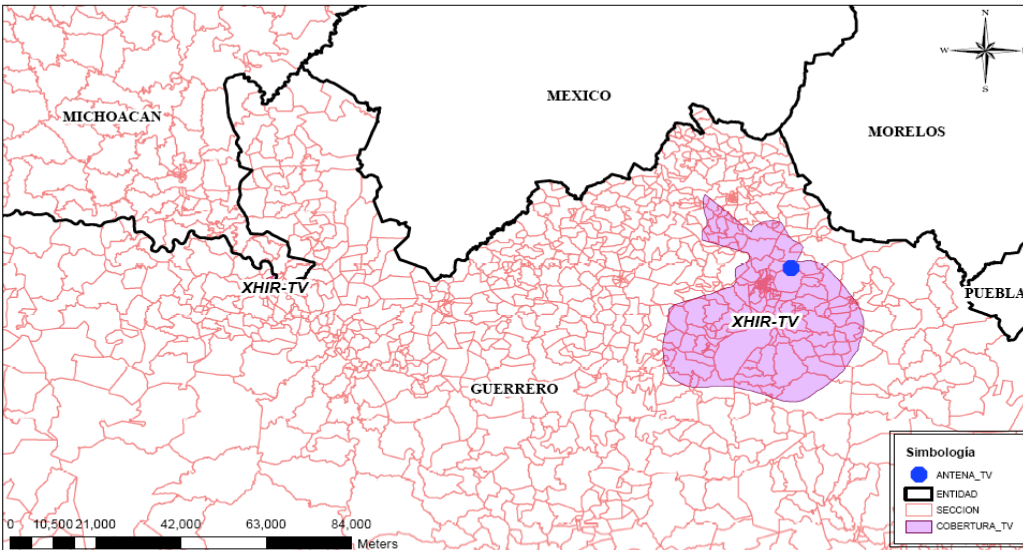 N
W
S
MEXICO
MICHOACAN
MORELOS
XHIR-TV
PUEBLA
XHIR-TV
GUERRERO
Simbología
ANTENA_TV
ENTIDAD
SECCION
COBERTURA_TV
0 10,500 21,000 42,000 63,000 84,000
Meters